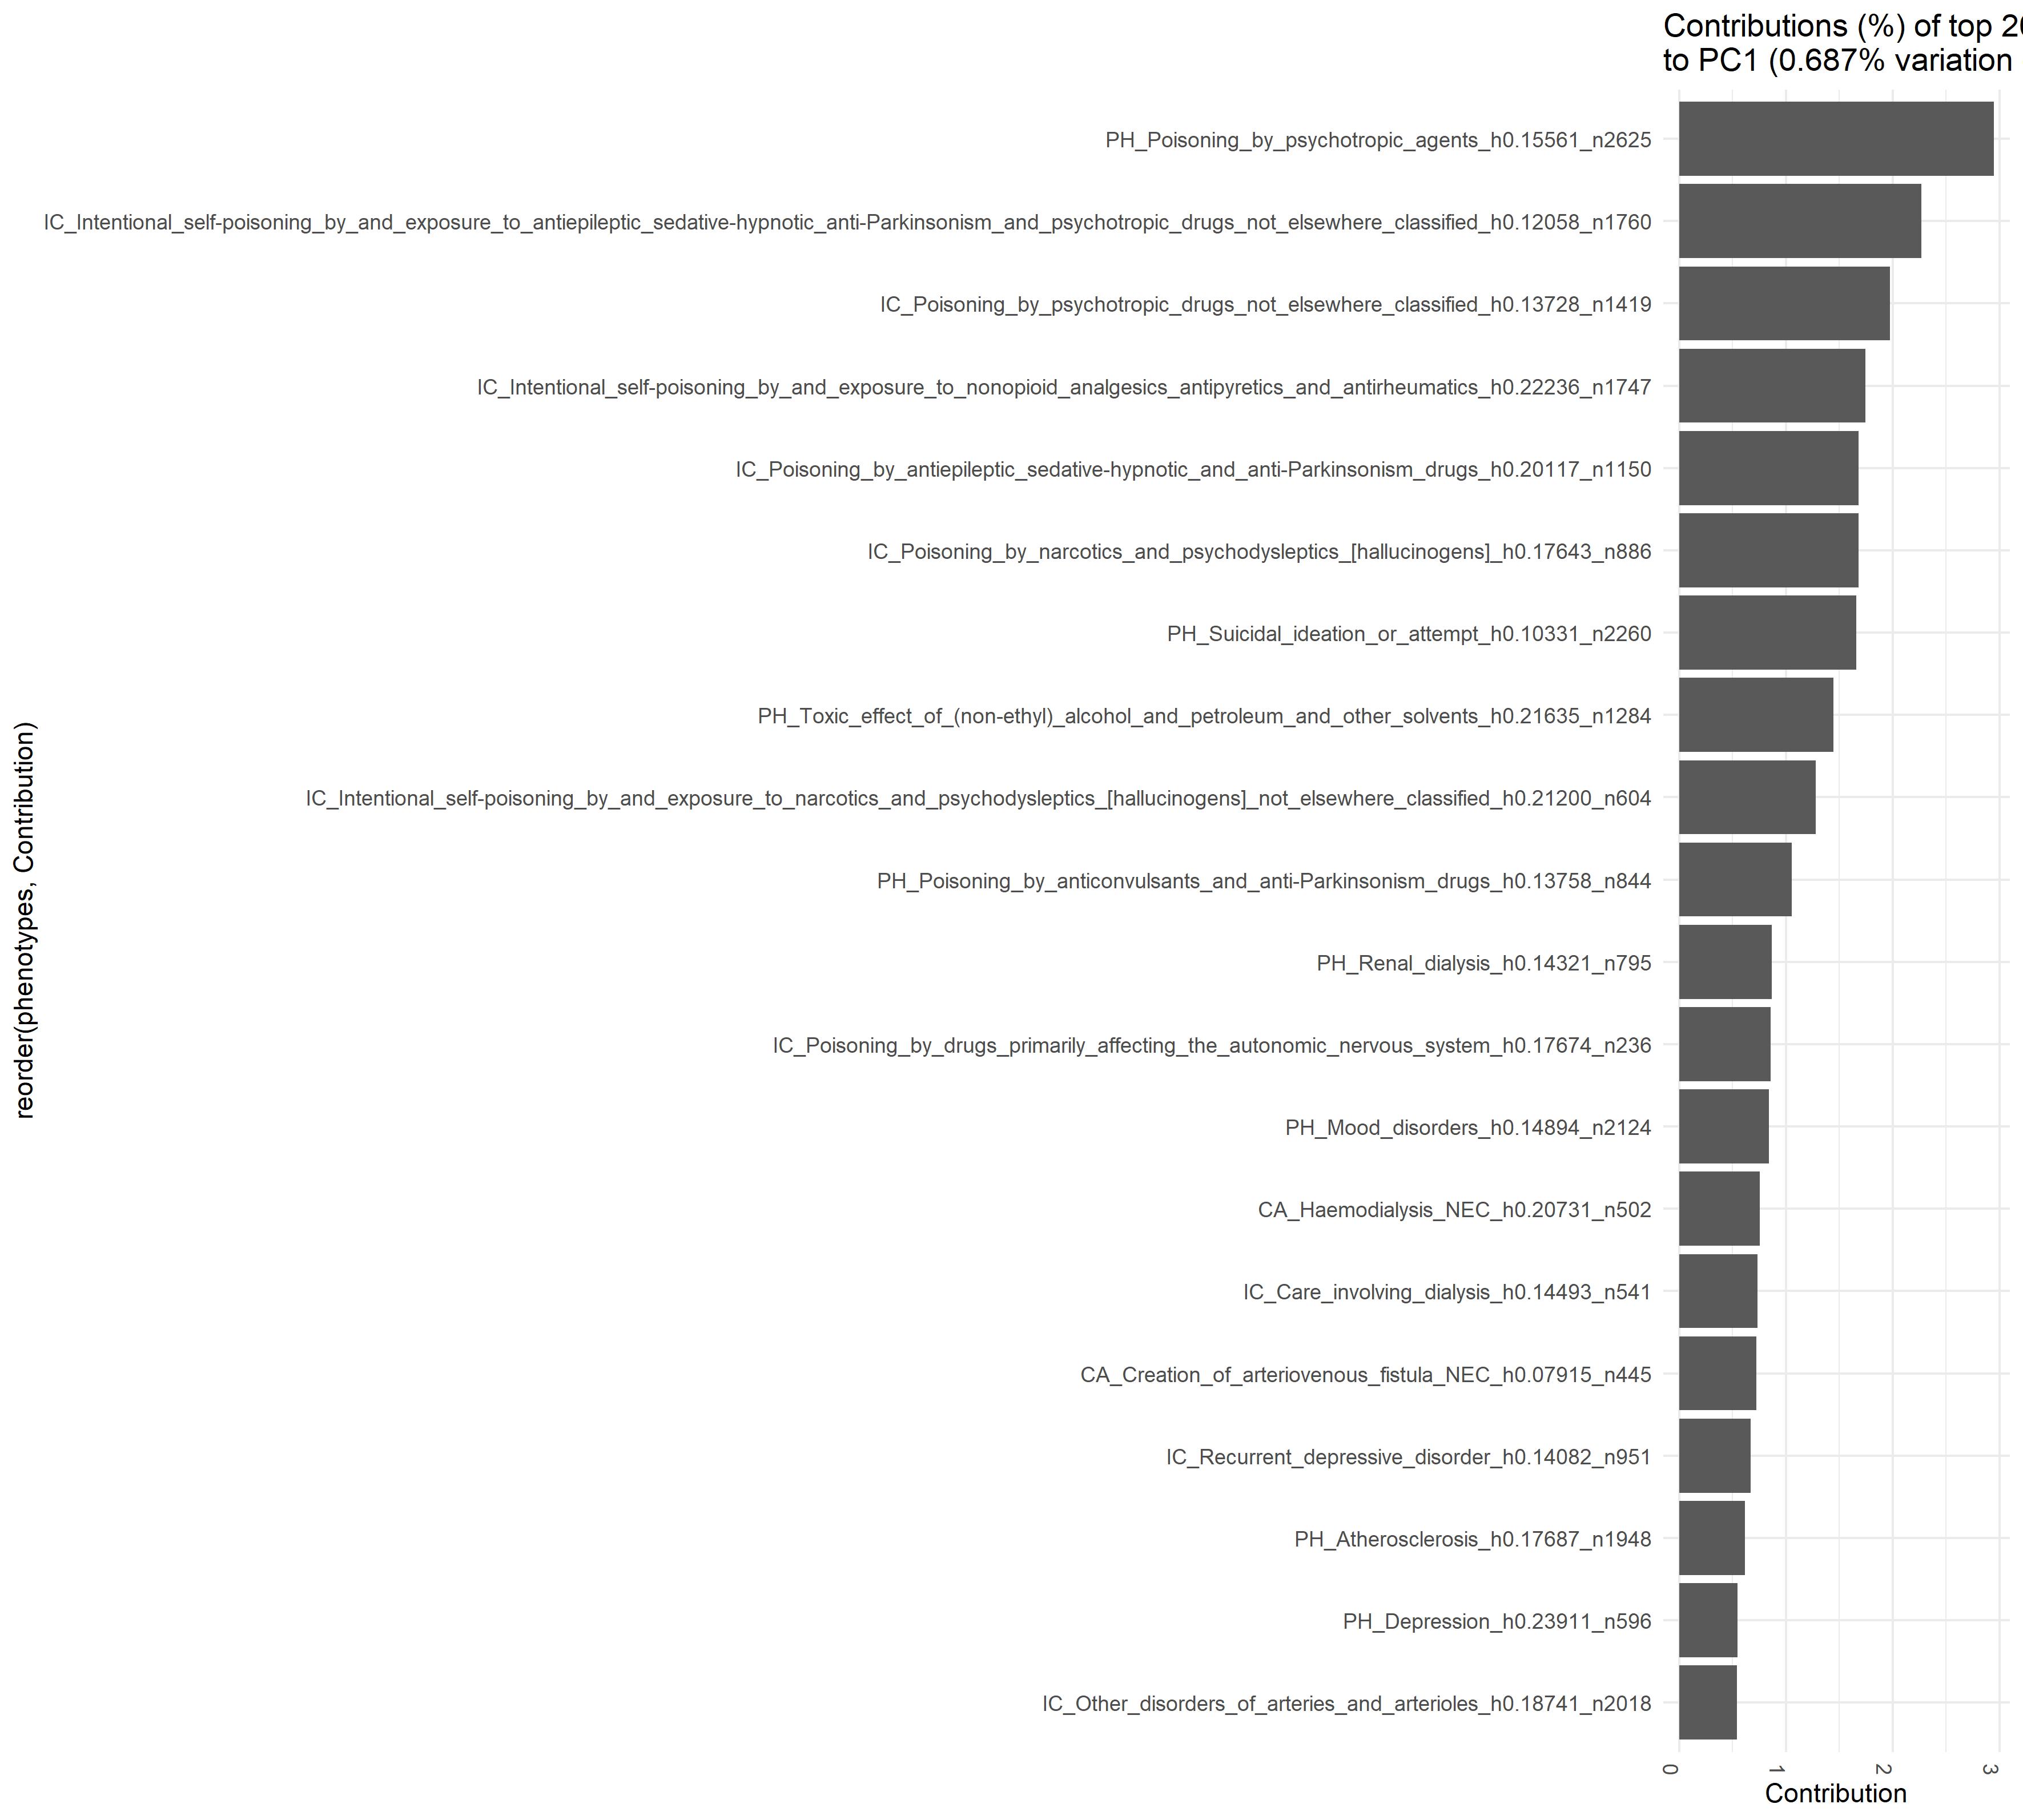 Contributions (%) of top 20
to PC1 (0.687% variation
PH_Poisoning_by_psychotropic_agents_h0.15561_n2625
IC_Intentional_self-poisoning_by_and_exposure_to_antiepileptic_sedative-hypnotic_anti-Parkinsonism_and_psychotropic_drugs_not_elsewhere_classified_h0.12058_n1760
IC_Poisoning_by_psychotropic_drugs_not_elsewhere_classified_h0.13728_n1419
IC_Intentional_self-poisoning_by_and_exposure_to_nonopioid_analgesics_antipyretics_and_antirheumatics_h0.22236_n1747
IC_Poisoning_by_antiepileptic_sedative-hypnotic_and_anti-Parkinsonism_drugs_h0.20117_n1150
IC_Poisoning_by_narcotics_and_psychodysleptics_[hallucinogens]_h0.17643_n886
PH_Suicidal_ideation_or_attempt_h0.10331_n2260
PH_Toxic_effect_of_(non-ethyl)_alcohol_and_petroleum_and_other_solvents_h0.21635_n1284
IC_Intentional_self-poisoning_by_and_exposure_to_narcotics_and_psychodysleptics_[hallucinogens]_not_elsewhere_classified_h0.21200_n604
PH_Poisoning_by_anticonvulsants_and_anti-Parkinsonism_drugs_h0.13758_n844
PH_Renal_dialysis_h0.14321_n795
IC_Poisoning_by_drugs_primarily_affecting_the_autonomic_nervous_system_h0.17674_n236
PH_Mood_disorders_h0.14894_n2124
CA_Haemodialysis_NEC_h0.20731_n502
IC_Care_involving_dialysis_h0.14493_n541
CA_Creation_of_arteriovenous_fistula_NEC_h0.07915_n445
IC_Recurrent_depressive_disorder_h0.14082_n951
PH_Atherosclerosis_h0.17687_n1948
PH_Depression_h0.23911_n596
IC_Other_disorders_of_arteries_and_arterioles_h0.18741_n2018
reorder(phenotypes, Contribution)
0 1 2 3
Contribution